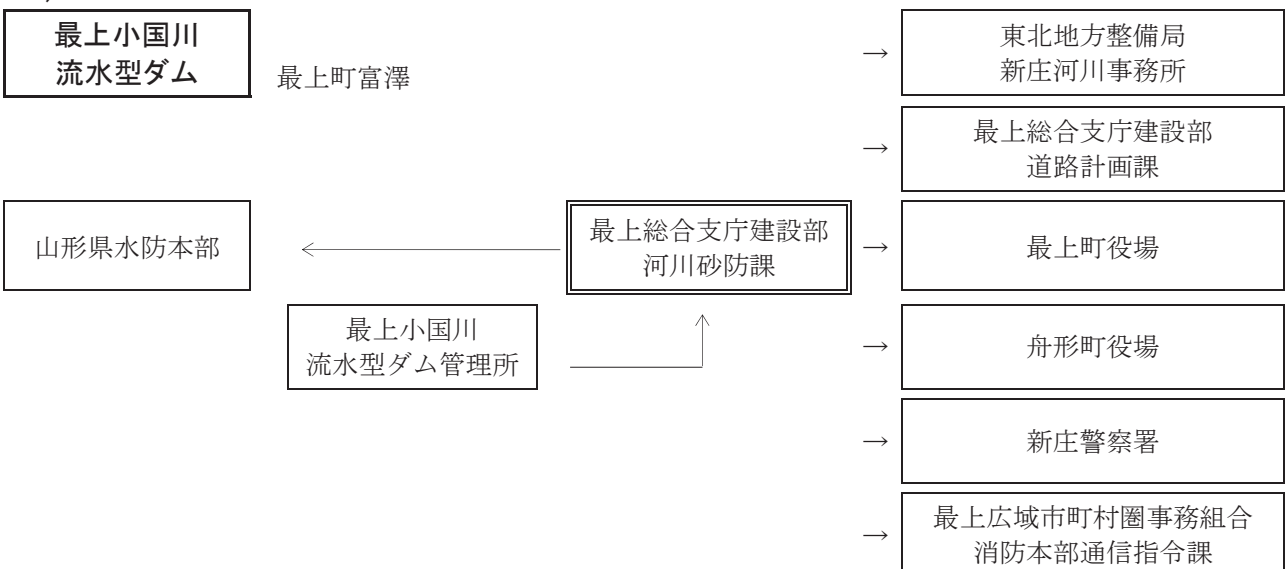 最上小国川
流水型ダム
最上町富澤
→
東北地方整備局
新庄河川事務所
→
最上総合支庁建設部
道路計画課
山形県水防本部
最上総合支庁建設部
河川砂防課
→
最上町役場
最上小国川
流水型ダム管理所
→
舟形町役場
→
新庄警察署
→
最上広域市町村圏事務組合
消防本部通信指令課